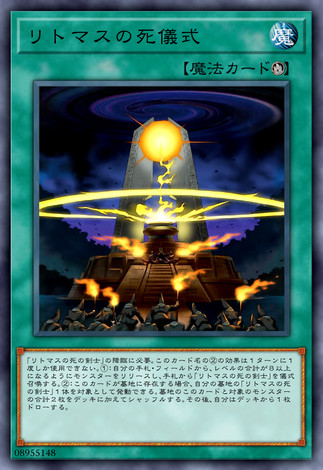 リトマスの死儀式
魔
【魔法カード】
「リトマスの死の剣士」の降臨に必要。このカード名の②の効果は1ターンに1
度しか使用できない。①:自分の手札・フィールドから、レベルの合計が8以上
になるようにモンスターをリリースし、手札から「リトマスの死の剣士」を儀式
召喚する。②:このカードが墓地に存在する場合、自分の墓地の「リトマスの死
の剣士」1体を対象として発動できる。墓地のこのカードと対象のモンスター
の合計2枚をデッキに加えてシャッフルする。その後、自分はデッキから1枚
ドローする。
08955148